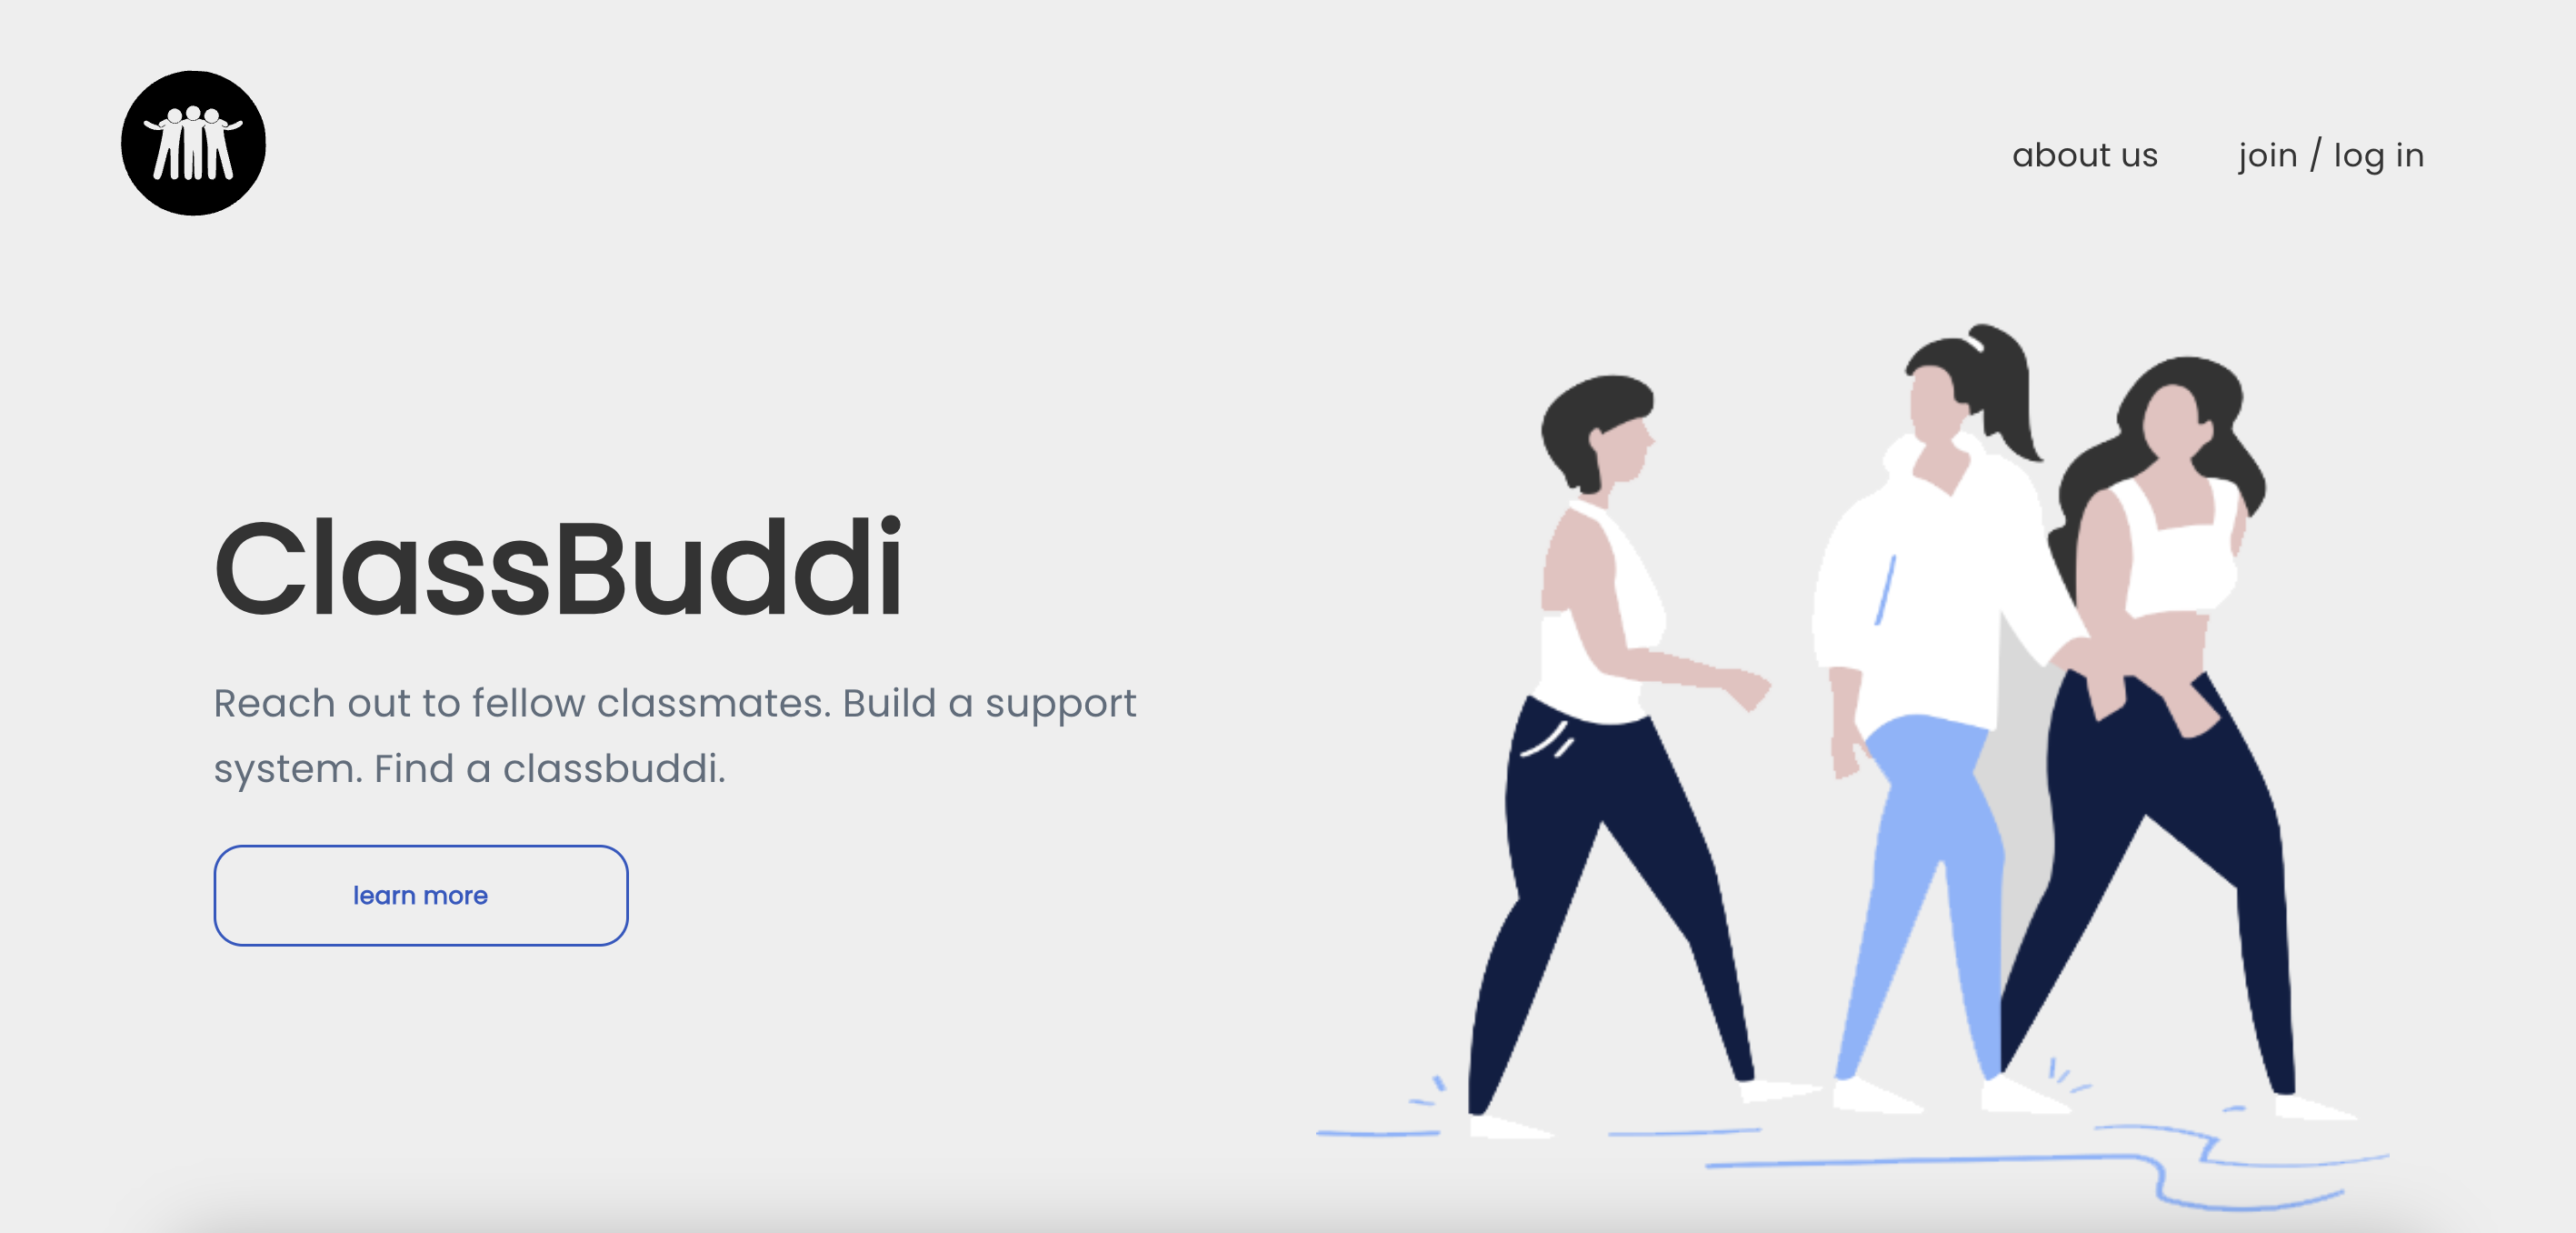 about us
join / log in
ClassBuddi
Reach out to fellow classmates. Build a support
system. Find a classbuddi.
learn more